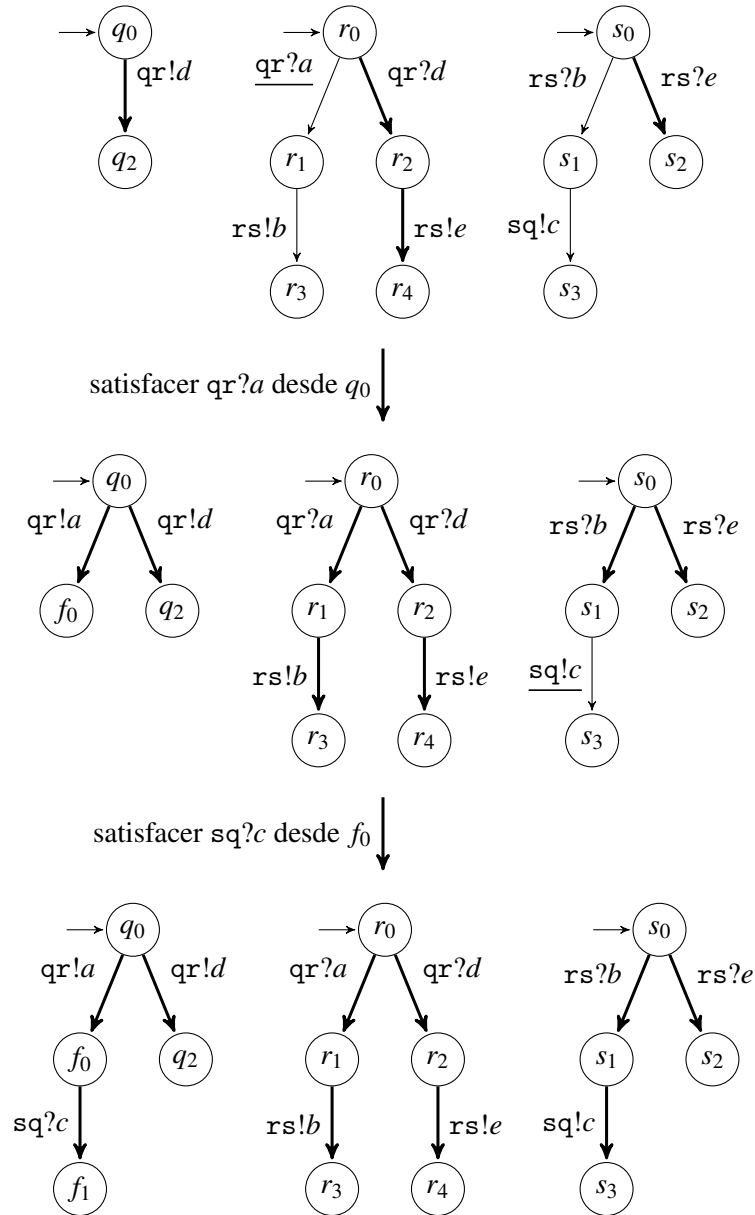 q0 r0 s0
qr!d qr?a qr?d rs?b rs?e
q2 r1 r2 s1 s2
rs!b rs!e sq!c
r3 r4 s3
satisfacer qr?a desde q0
q0 r0 s0
qr!a qr!d qr?a qr?d rs?b rs?e
f0 q2 r1 r2 s1 s2
rs!b rs!e sq!c
r3 r4 s3
satisfacer sq?c desde f0
q0 r0 s0
qr!a qr!d qr?a qr?d rs?b rs?e
f0 q2 r1 r2 s1 s2
sq?c rs!b rs!e sq!c
f1 r3 r4 s3